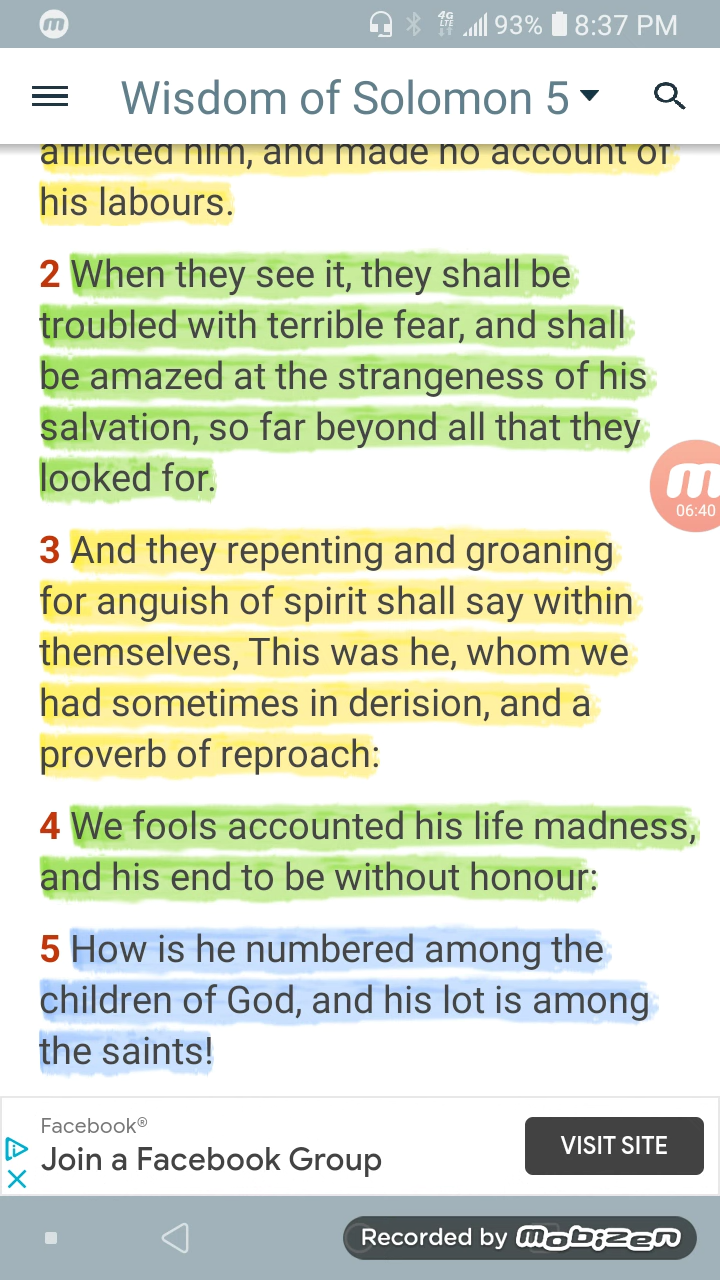 4G
LTE
93% 8:37 PM
Wisdom of Solomon 5
afflicted him, and made no account of
his labours.
2 When they see it, they shall be
troubled with terrible fear, and shall
be amazed at the strangeness of his
salvation, so far beyond all that they
looked for.
m
06:40
3 And they repenting and groaning
for anguish of spirit shall say within
themselves, This was he, whom we
had sometimes in derision, and a
proverb of reproach:
4 We fools accounted his life madness,
and his end to be without honour:
5 How is he numbered among the
children of God, and his lot is among
the saints!
Facebook®
Join a Facebook Group
VISIT SITE
Recorded by mobizen